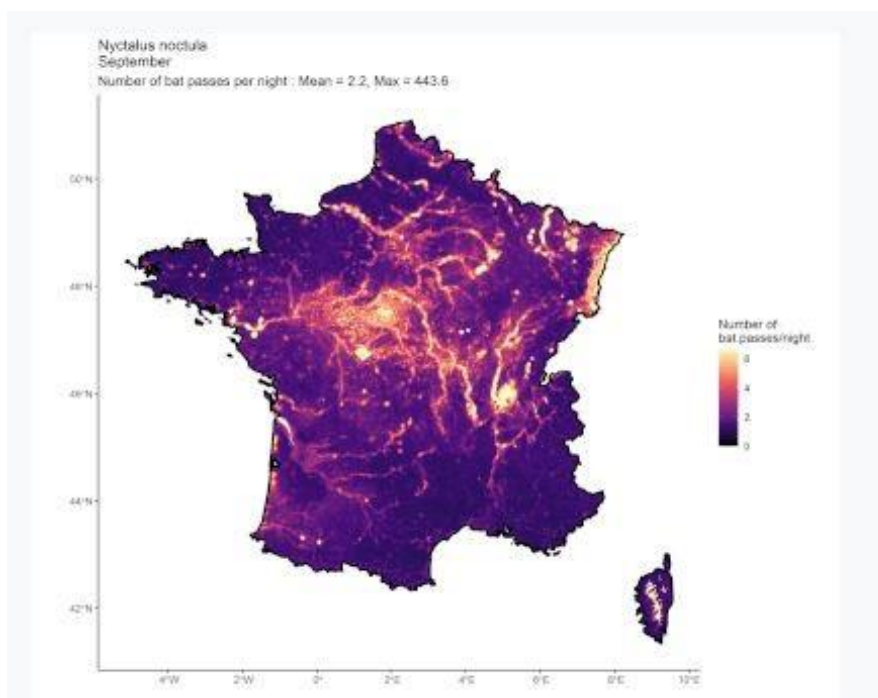 Nyctalus noctula
September
Number of bat passes per night : Mean = 2.2, Max = 443.6
50°N
48°N
46°N
44°N
42°N
4°W
2°W
0°
2°E
4°E
6°E
8°E
10°E
Number of
bat passes/night
6
4
2
0